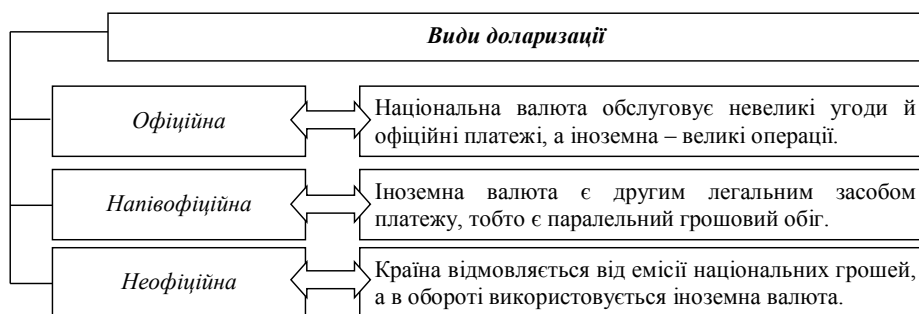 Види доларизації
Офіційна
Національна валюта обслуговує невеликі угоди й
офіційні платежі, а іноземна – великі операції.
Напівофіційна
Іноземна валюта є другим легальним засобом
платежу, тобто є паралельний грошовий обіг.
Неофіційна
Країна відмовляється від емісії національних грошей,
а в обороті використовується іноземна валюта.